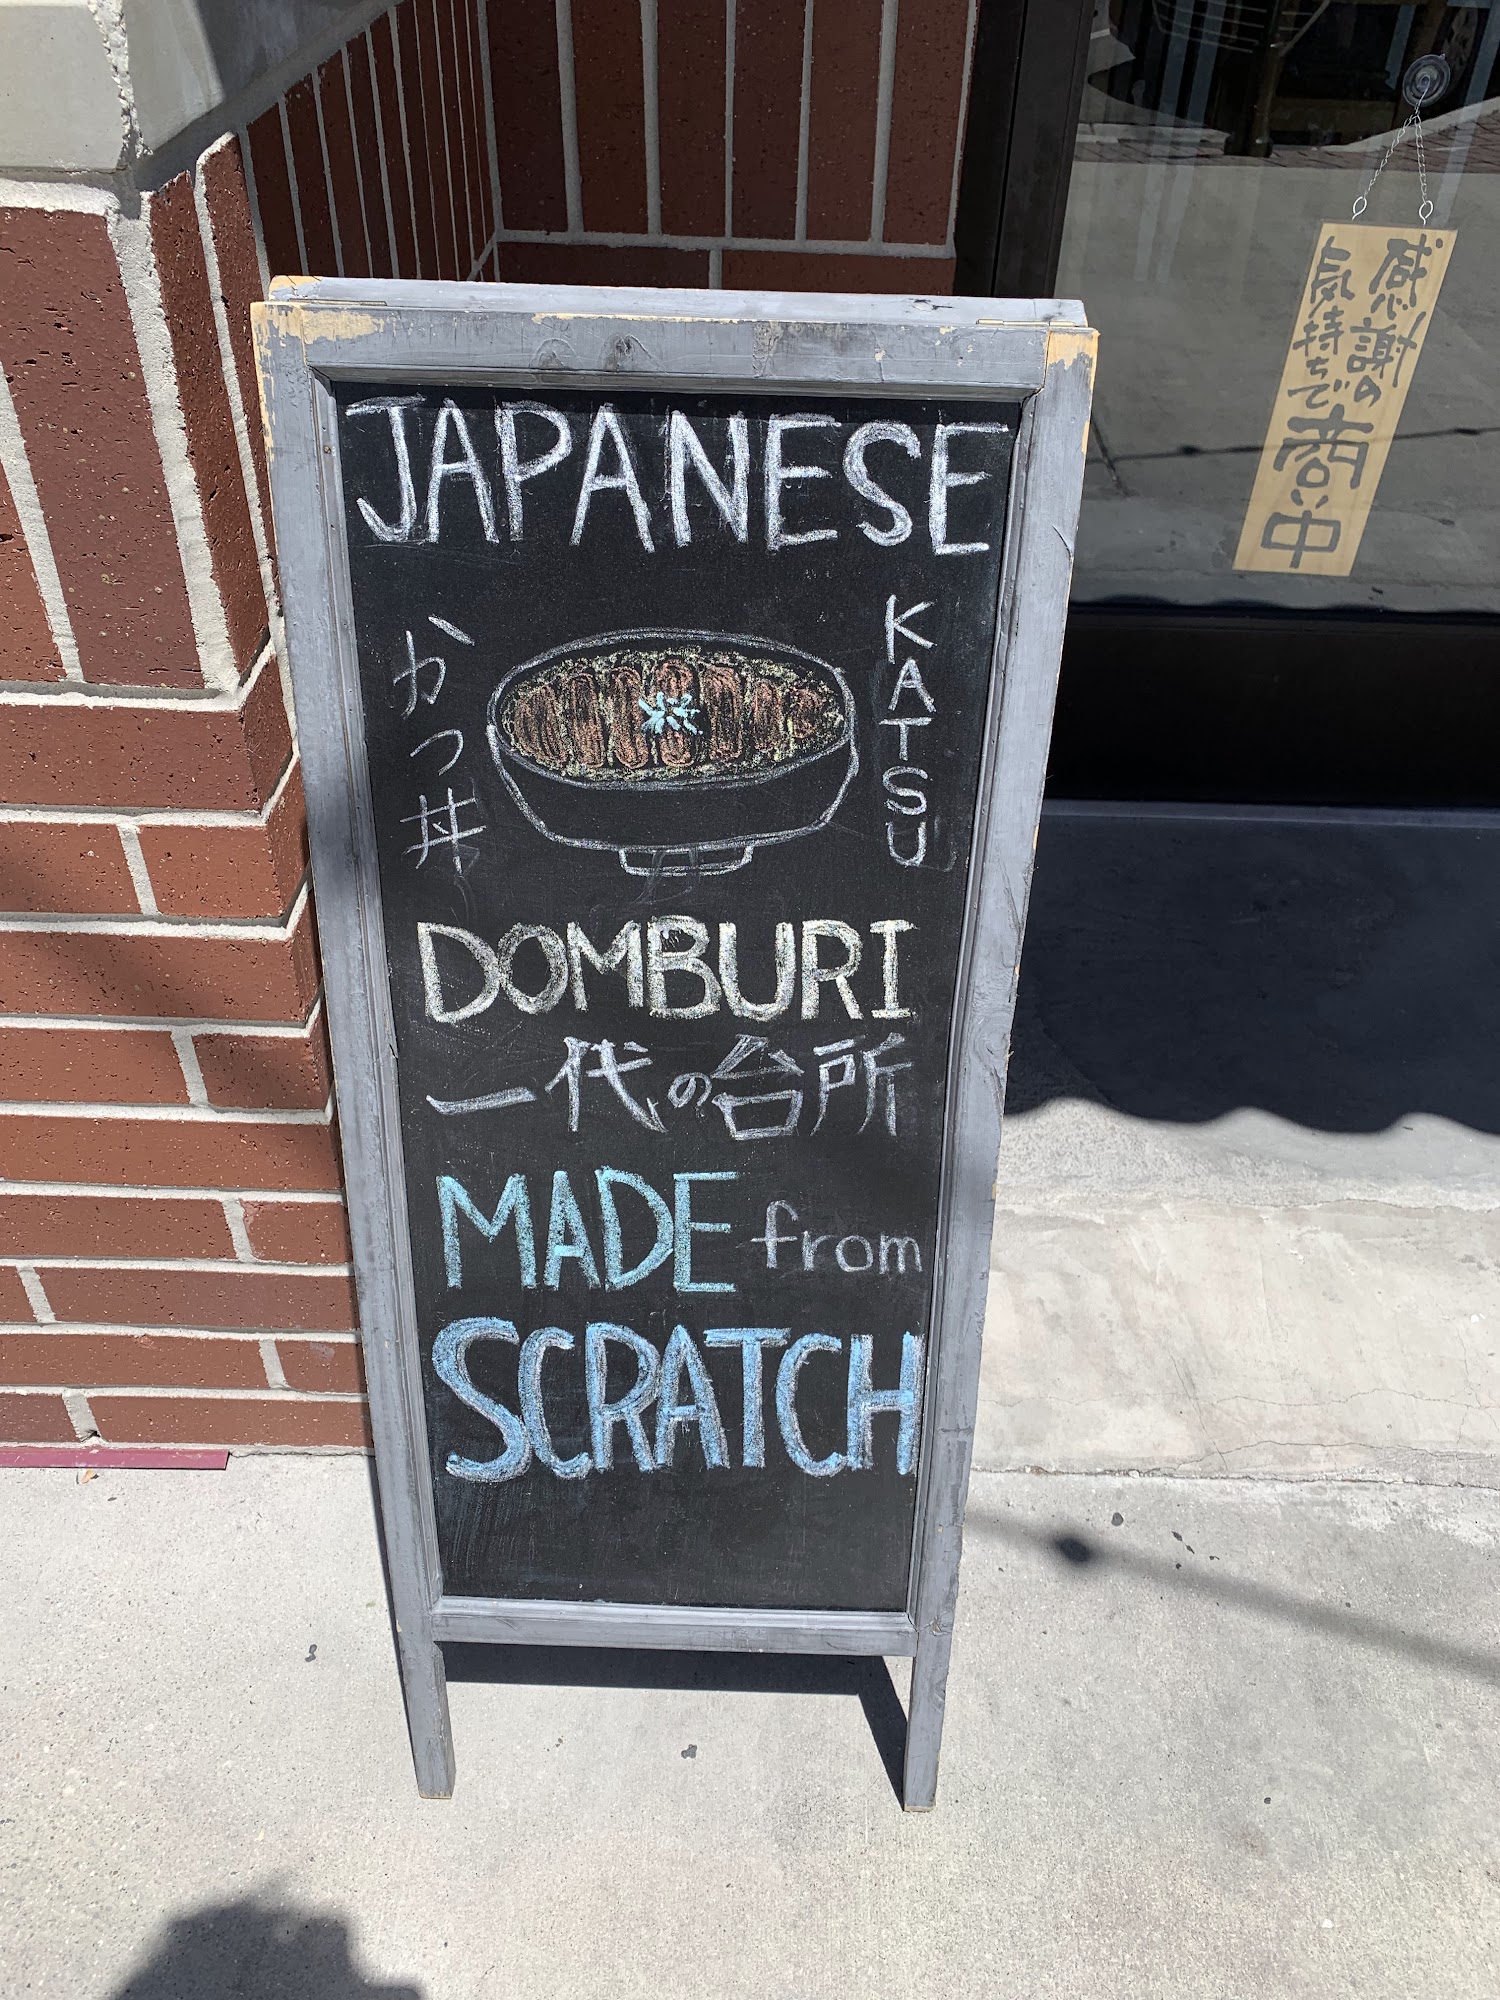 JAPANESE
かつ丼
KATSU
DOMBURI
一代の台所
MADE from
SCRATCH
感謝の
気持ちで
商い中